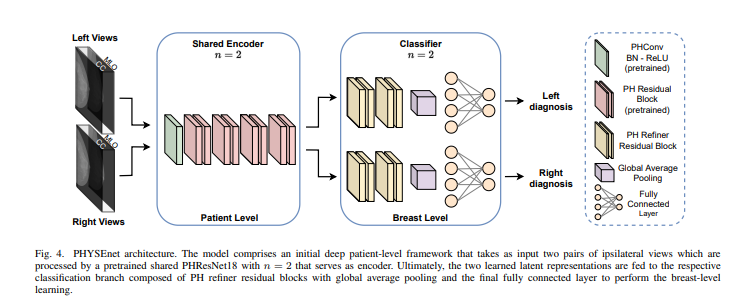 Left Views
MLO
CC
MLO
CC
Right Views
Shared Encoder
n = 2
Patient Level
Classifier
n = 2
Breast Level
Left
diagnosis
Right
diagnosis
PHConv
BN - ReLU
(pretrained)
PH Residual
Block
(pretrained)
PH Refiner
Residual Block
Global Average
Pooling
Fully
Connected
Layer
Fig. 4. PHYSEnet architecture. The model comprises an initial deep patient-level framework that takes as input two pairs of ipsilateral views which are
processed by a pretrained shared PHResNet18 with n = 2 that serves as encoder. Ultimately, the two learned latent representations are fed to the respective
classification branch composed of PH refiner residual blocks with global average pooling and the final fully connected layer to perform the breast-level
learning.